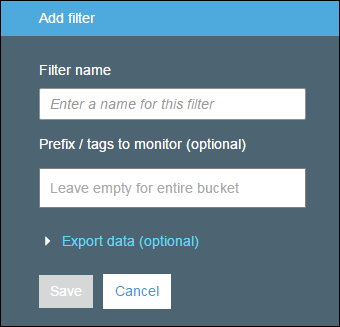 Add filter
Filter name
Enter a name for this filter
Prefix / tags to monitor (optional)
Leave empty for entire bucket
Export data (optional)
Save Cancel